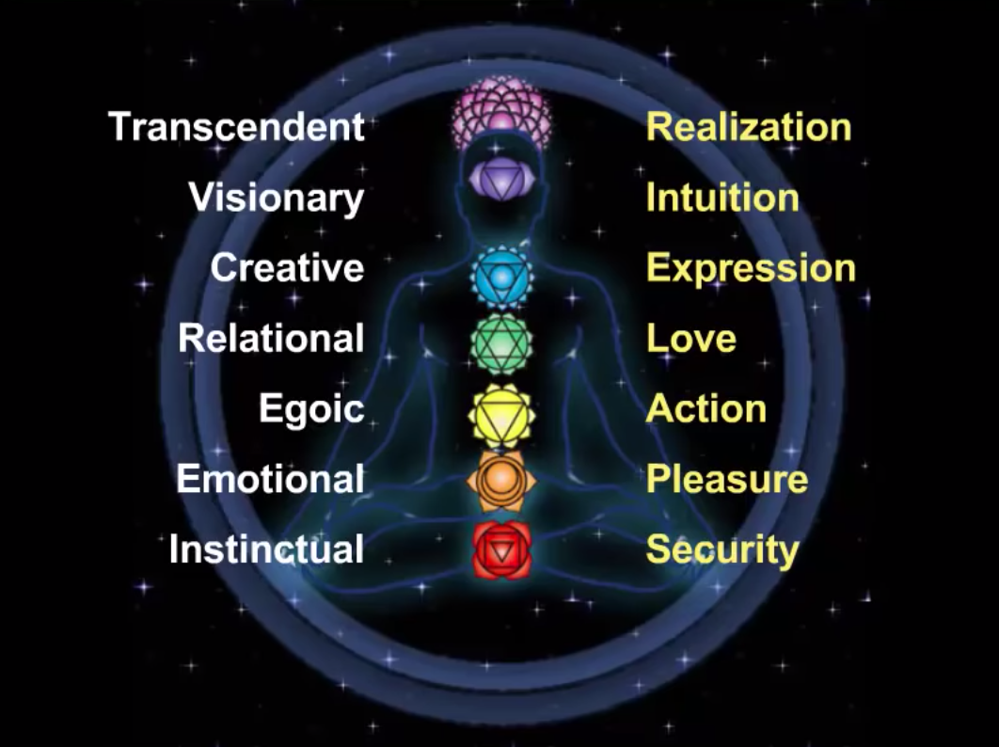 Transcendent Realization
Visionary Intuition
Creative Expression
Relational Love
Egoic Action
Emotional Pleasure
Instinctual Security